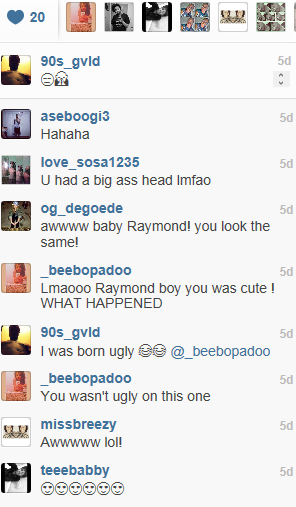 20
90s_gvld 5d
😑😭
aseboogi3 5d
Hahaha
love_sosa1235 5d
U had a big ass head lmfao
og_degoede 5d
awwww baby Raymond! you look the
same!
_beebopadoo 5d
Lmaooo Raymond boy you was cute !
WHAT HAPPENED
90s_gvld 5d
I was born ugly 😂😂 @_beebopadoo
_beebopadoo 5d
You wasn't ugly on this one
missbreezy 5d
Awwwww lol!
teeebabby 5d
😍😍😍😍😍😍